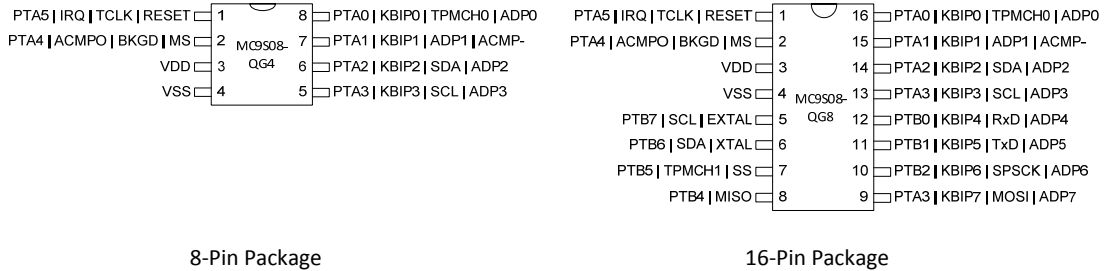 PTA5 | IRQ | TCLK | RESET 1 8 PTA0 | KBIP0 | TPMCH0 | ADP0
PTA4 | ACMPO | BKGD | MS 2 MC9S08- 7 PTA1 | KBIP1 | ADP1 | ACMP-
VDD 3 QG4 6 PTA2 | KBIP2 | SDA | ADP2
VSS 4 5 PTA3 | KBIP3 | SCL | ADP3
8-Pin Package
PTA5 | IRQ | TCLK | RESET 1 16 PTA0 | KBIP0 | TPMCH0 | ADP0
PTA4 | ACMPO | BKGD | MS 2 15 PTA1 | KBIP1 | ADP1 | ACMP-
VDD 3 14 PTA2 | KBIP2 | SDA | ADP2
VSS 4 MC9S08- 13 PTA3 | KBIP3 | SCL | ADP3
PTB7 | SCL | EXTAL 5 QG8 12 PTB0 | KBIP4 | RxD | ADP4
PTB6 | SDA | XTAL 6 11 PTB1 | KBIP5 | TxD | ADP5
PTB5 | TPMCH1 | SS 7 10 PTB2 | KBIP6 | SPSCK | ADP6
PTB4 | MISO 8 9 PTA3 | KBIP7 | MOSI | ADP7
16-Pin Package